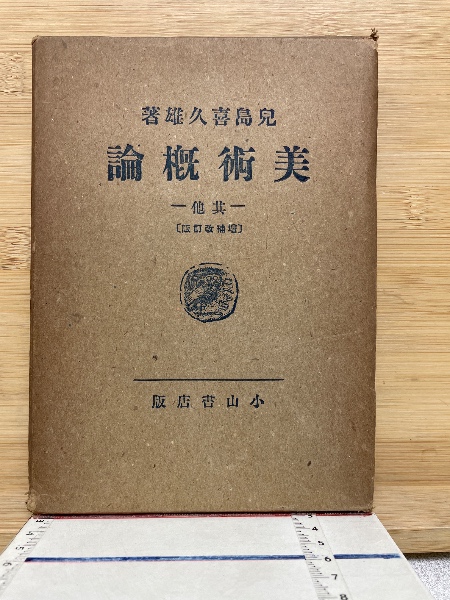 兒島喜久雄著
美術概論
―其他―
〔增補改訂版〕
小山書店版